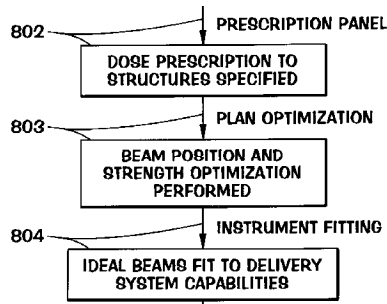 802
PRESCRIPTION PANEL
DOSE PRESCRIPTION TO
STRUCTURES SPECIFIED
803
PLAN OPTIMIZATION
BEAM POSITION AND
STRENGTH OPTIMIZATION
PERFORMED
804
INSTRUMENT FITTING
IDEAL BEAMS FIT TO DELIVERY
SYSTEM CAPABILITIES